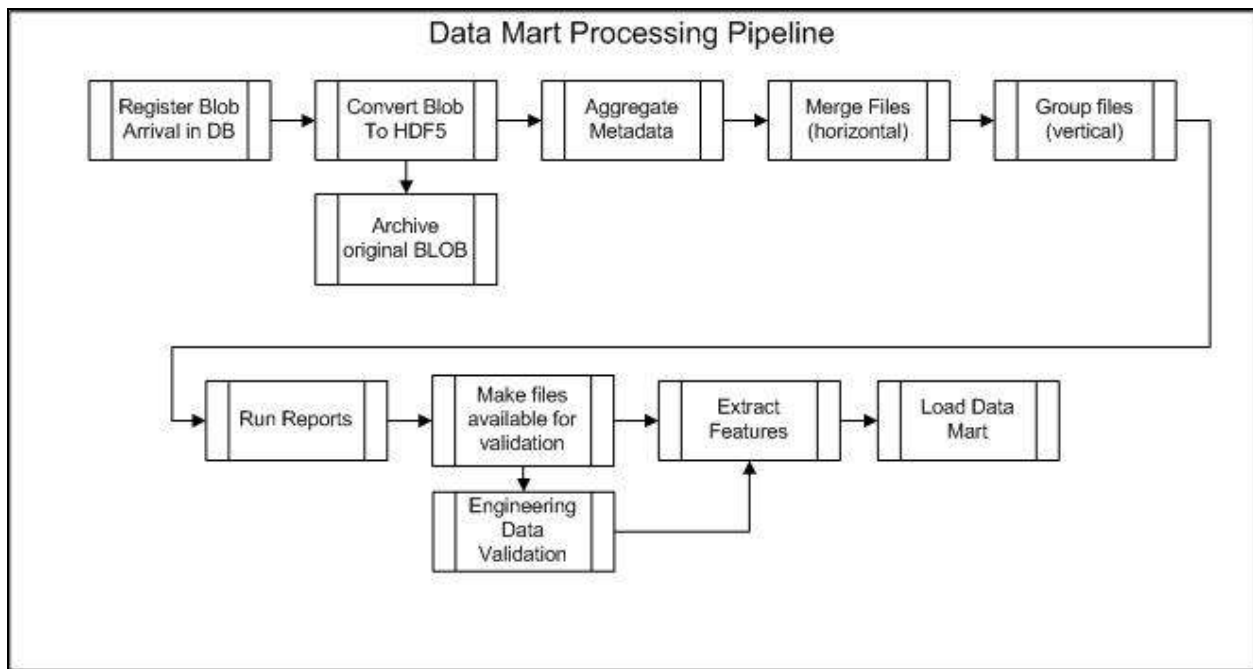 Data Mart Processing Pipeline
Register Blob
Arrival in DB
Convert Blob
To HDF5
Aggregate
Metadata
Merge Files
(horizontal)
Group files
(vertical)
Archive
original BLOB
Run Reports
Make files
available for
validation
Extract
Features
Load Data
Mart
Engineering
Data
Validation